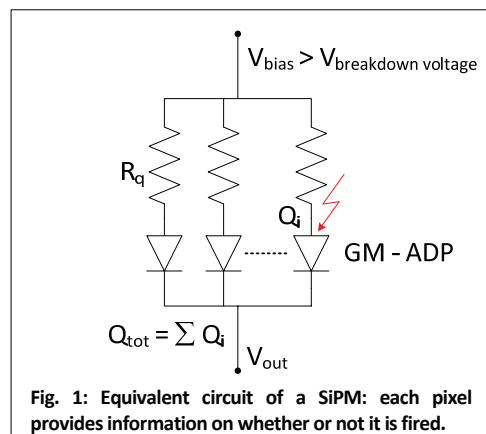 V_bias > V_breakdown voltage
R_q
Q_i
GM - ADP
Q_tot = ∑ Q_i
V_out
Fig. 1: Equivalent circuit of a SiPM: each pixel
provides information on whether or not it is fired.